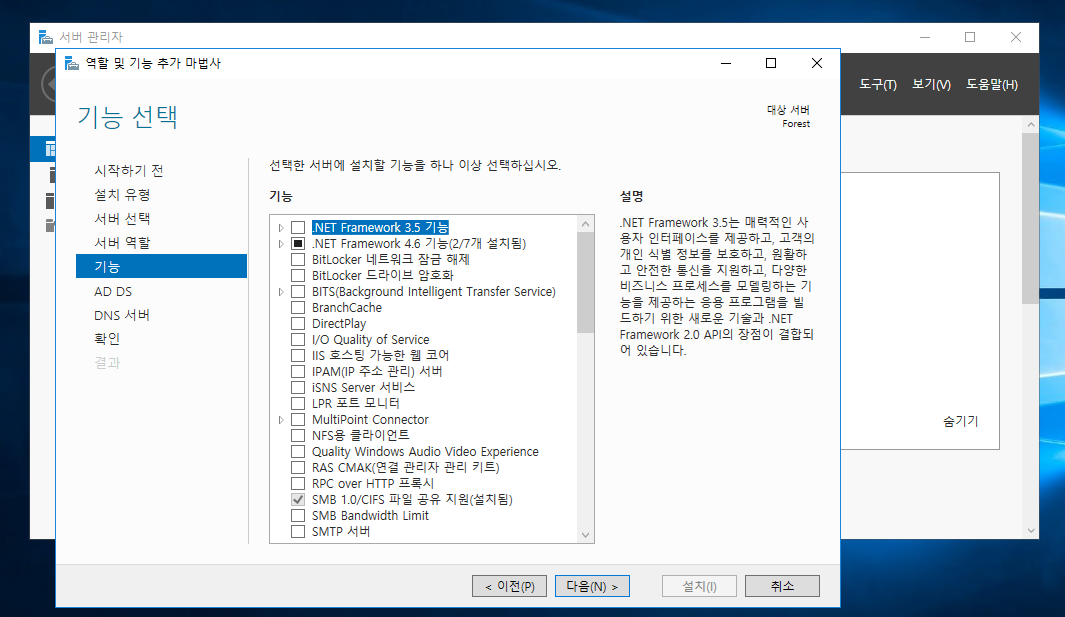 서버 관리자
역할 및 기능 추가 마법사
도구(T) 보기(V) 도움말(H)
기능 선택
대상 서버
Forest
시작하기 전
설치 유형
서버 선택
서버 역할
기능
AD DS
DNS 서버
확인
결과
선택한 서버에 설치할 기능을 하나 이상 선택하십시오.
기능
.NET Framework 3.5 기능
.NET Framework 4.6 기능(2/7개 설치됨)
BitLocker 네트워크 잠금 해제
BitLocker 드라이브 암호화
BITS(Background Intelligent Transfer Service)
BranchCache
DirectPlay
I/O Quality of Service
IIS 호스팅 가능한 웹 코어
IPAM(IP 주소 관리) 서버
iSNS Server 서비스
LPR 포트 모니터
MultiPoint Connector
NFS용 클라이언트
Quality Windows Audio Video Experience
RAS CMAK(연결 관리자 관리 키트)
RPC over HTTP 프록시
SMB 1.0/CIFS 파일 공유 지원(설치됨)
SMB Bandwidth Limit
SMTP 서버
설명
.NET Framework 3.5는 매력적인 사
용자 인터페이스를 제공하고, 고객의
개인 식별 정보를 보호하고, 원활하
고 안전한 통신을 지원하고, 다양한
비즈니스 프로세스를 모델링하는 기
능을 제공하는 응용 프로그램을 빌
드하기 위한 새로운 기술과 .NET
Framework 2.0 API의 장점이 결합되
어 있습니다.
숨기기
< 이전(P)
다음(N) >
설치(I)
취소